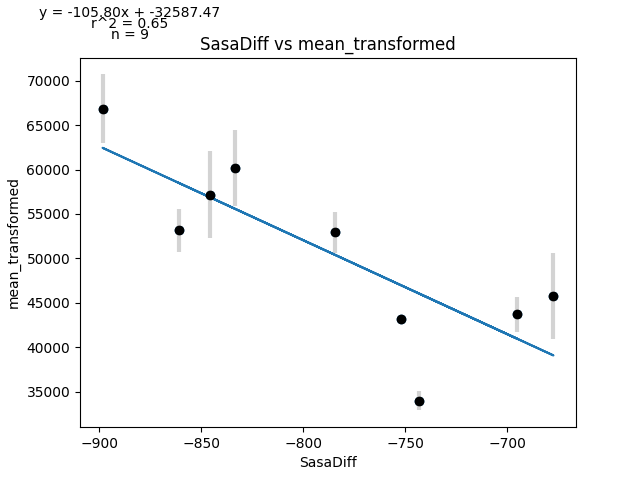 y = -105.80x + -32587.47
r^2 = 0.65
n = 9
SasaDiff vs mean_transformed
70000
65000
60000
55000
50000
45000
40000
35000
mean_transformed
−900
−850
−800
−750
−700
SasaDiff